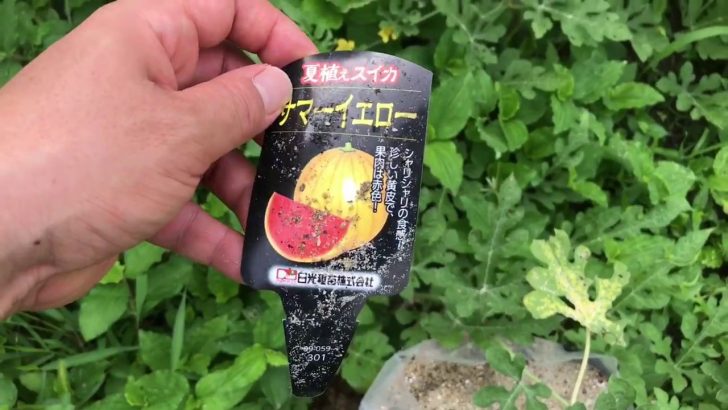 夏植えスイカ
サマーイエロー
シャリシャリの食感!
珍しい黄皮で、
果肉は赤色!
日光種苗株式会社
301